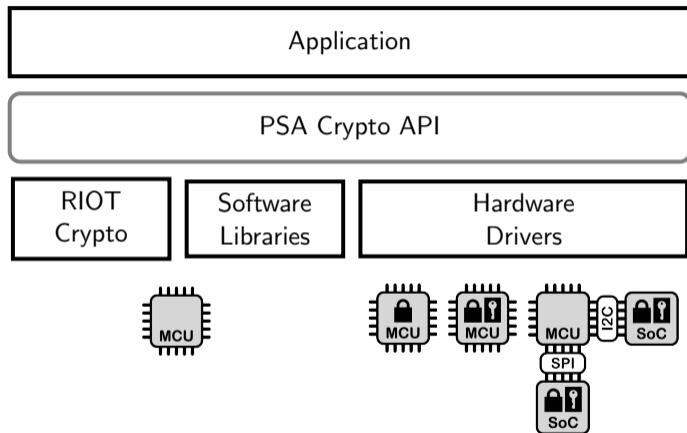 Application
PSA Crypto API
RIOT
Crypto
Software
Libraries
Hardware
Drivers
MCU
MCU
MCU
MCU
I2C
SoC
SPI
SoC